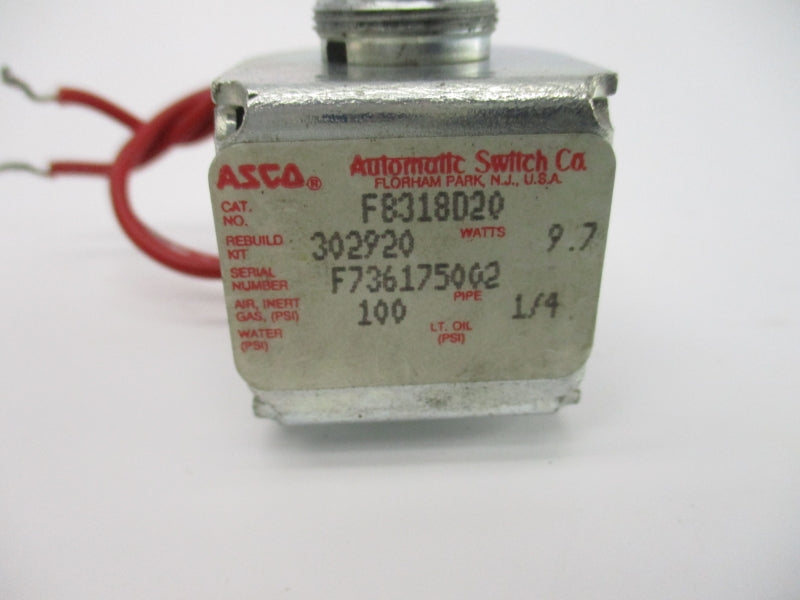 ASCO® Automatic Switch Co.
FLORHAM PARK, N.J., U.S.A.
CAT. NO. F8318D20
REBUILD KIT 302920 WATTS 9.7
SERIAL NUMBER F736175002
AIR, INERT GAS, (PSI) 100 PIPE 1/4
WATER (PSI) LT. OIL (PSI)